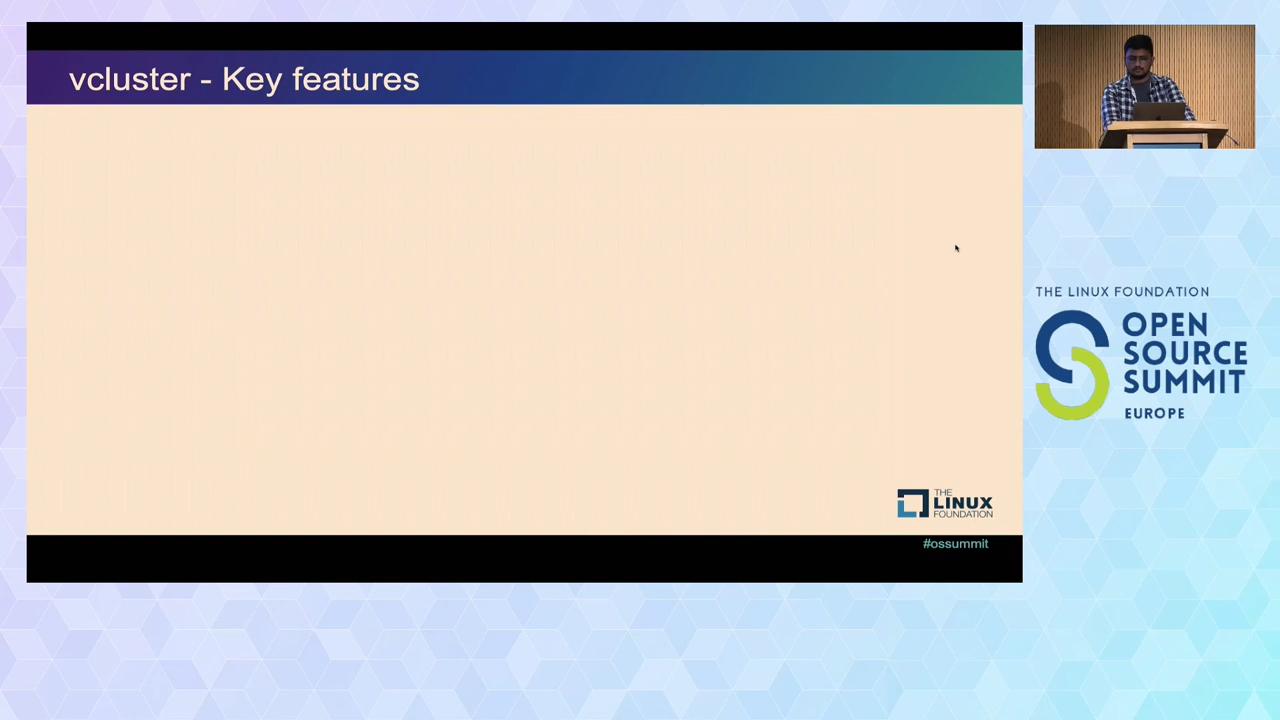 vcluster - Key features
THE
LINUX
FOUNDATION
#ossummit
THE LINUX FOUNDATION
OPEN
SOURCE
SUMMIT
EUROPE